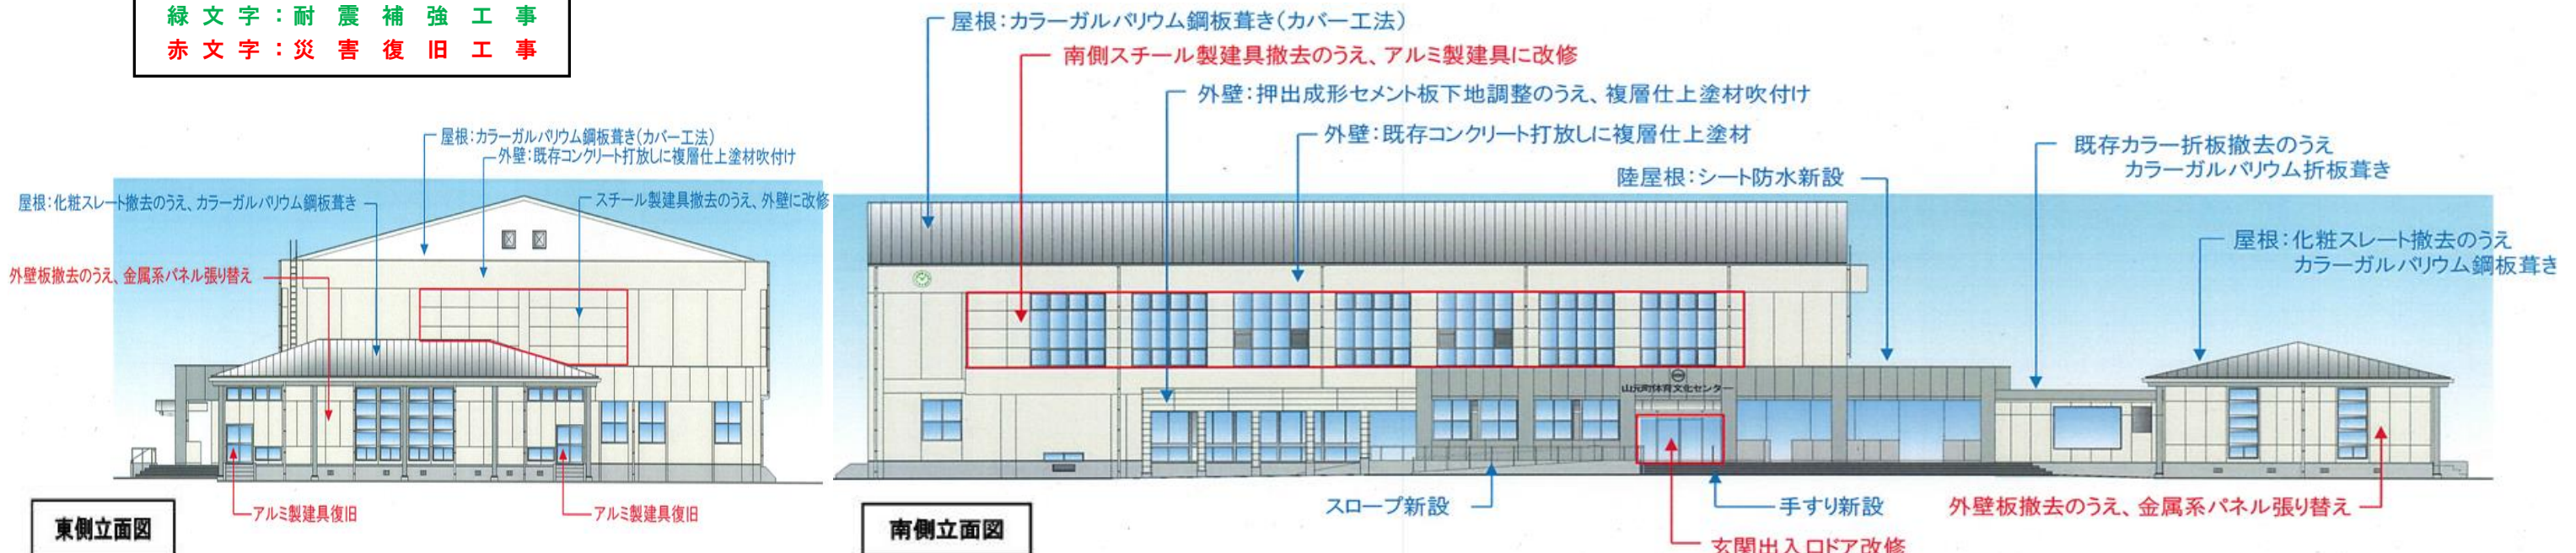 緑文字：耐震補強工事
赤文字：災害復旧工事
屋根：カラーガルバリウム鋼板葺き（カバー工法）
外壁：既存コンクリート打放しに複層仕上塗材吹付け
屋根：化粧スレート撤去のうえ、カラーガルバリウム鋼板葺き
スチール製建具撤去のうえ、外壁に改修
外壁板撤去のうえ、金属系パネル張り替え
アルミ製建具復旧
アルミ製建具復旧
東側立面図
屋根：カラーガルバリウム鋼板葺き（カバー工法）
南側スチール製建具撤去のうえ、アルミ製建具に改修
外壁：押出成形セメント板下地調整のうえ、複層仕上塗材吹付け
外壁：既存コンクリート打放しに複層仕上塗材
陸屋根：シート防水新設
既存カラー折板撤去のうえ
カラーガルバリウム折板葺き
屋根：化粧スレート撤去のうえ
カラーガルバリウム鋼板葺き
山元町体育文化センター
スロープ新設
手すり新設
外壁板撤去のうえ、金属系パネル張り替え
玄関出入口ドア改修
南側立面図